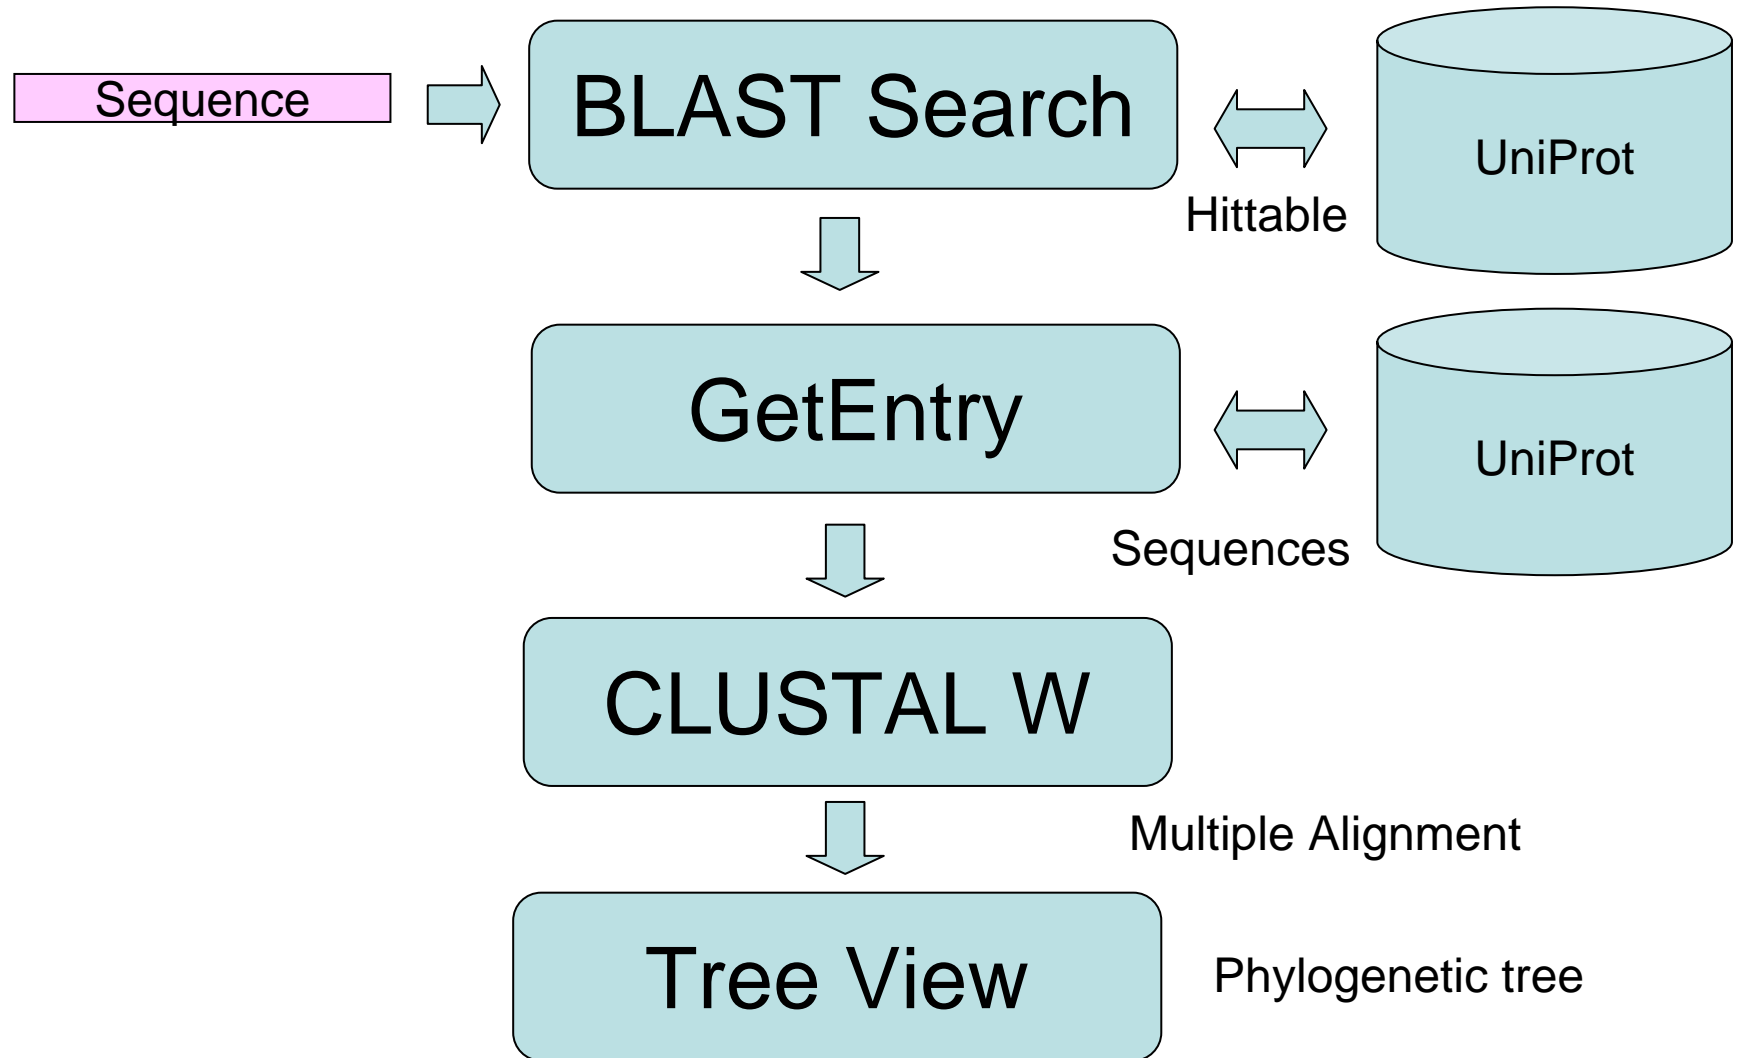 Sequence
BLAST Search
UniProt
Hittable
GetEntry
UniProt
Sequences
CLUSTAL W
Multiple Alignment
Tree View
Phylogenetic tree